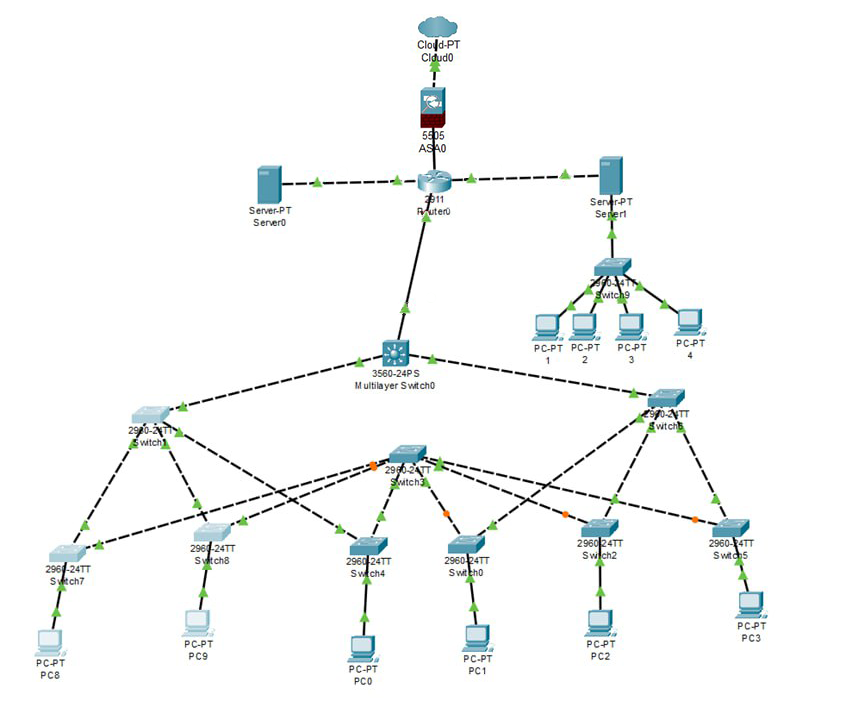 Cloud-PT
Cloud0
5505
ASA0
Server-PT
Server0
2911
Router0
Server-PT
Server1
2960-24TT
Switch9
PC-PT
1
PC-PT
2
PC-PT
3
PC-PT
4
3560-24PS
Multilayer Switch0
2960-24TT
Switch1
2960-24TT
Switch6
2960-24TT
Switch3
2960-24TT
Switch7
2960-24TT
Switch8
2960-24TT
Switch4
2960-24TT
Switch0
2960-24TT
Switch2
2960-24TT
Switch5
PC-PT
PC8
PC-PT
PC9
PC-PT
PC0
PC-PT
PC1
PC-PT
PC2
PC-PT
PC3